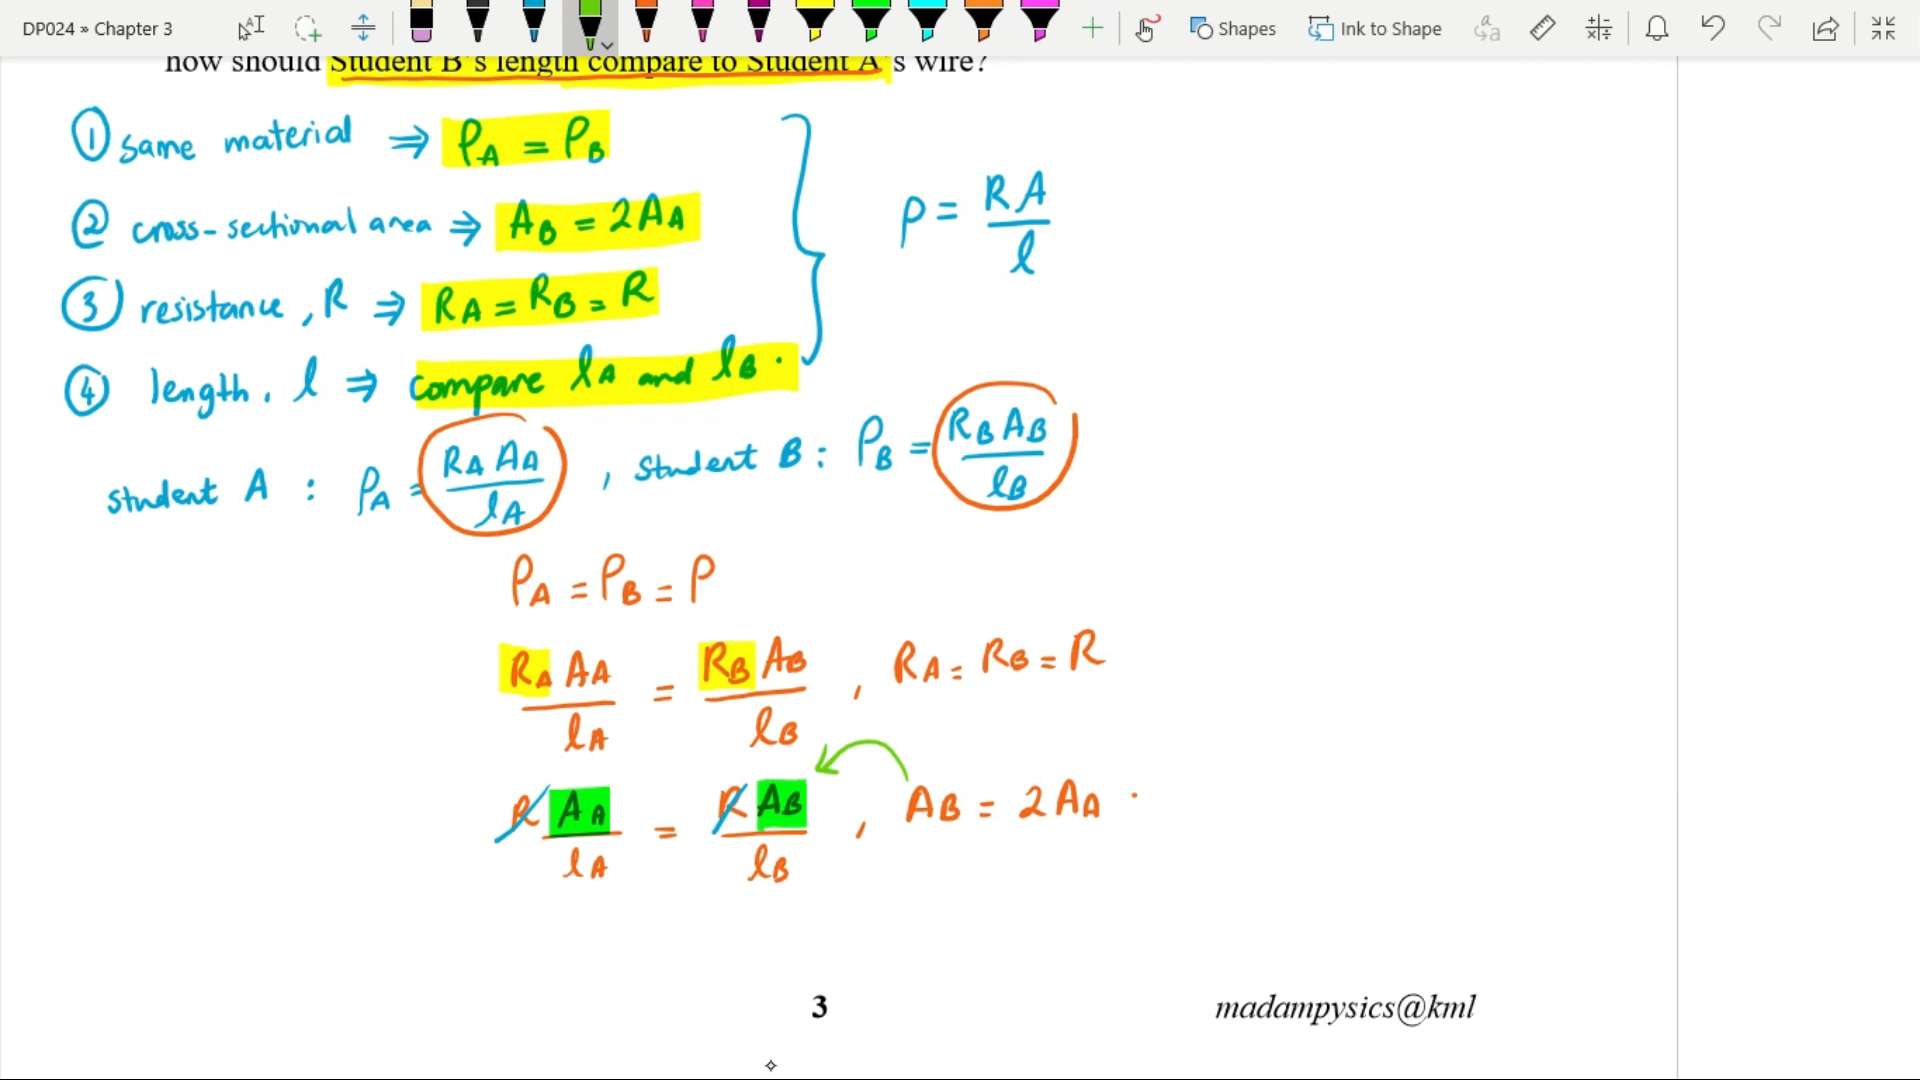 DP024 » Chapter 3
Shapes
Ink to Shape
how should Student B's length compare to Student A's wire?
① same material ⇒ ρA = ρB
② cross-sectional area ⇒ AB = 2AA
③ resistance, R ⇒ RA = RB = R
④ length, l ⇒ compare lA and lB.
ρ = RA / l
student A : ρA = RA AA / lA , student B : ρB = RB AB / lB
ρA = ρB = ρ
RA AA / lA = RB AB / lB , RA = RB = R
R AA / lA = R AB / lB , AB = 2AA .
3
madampysics@kml